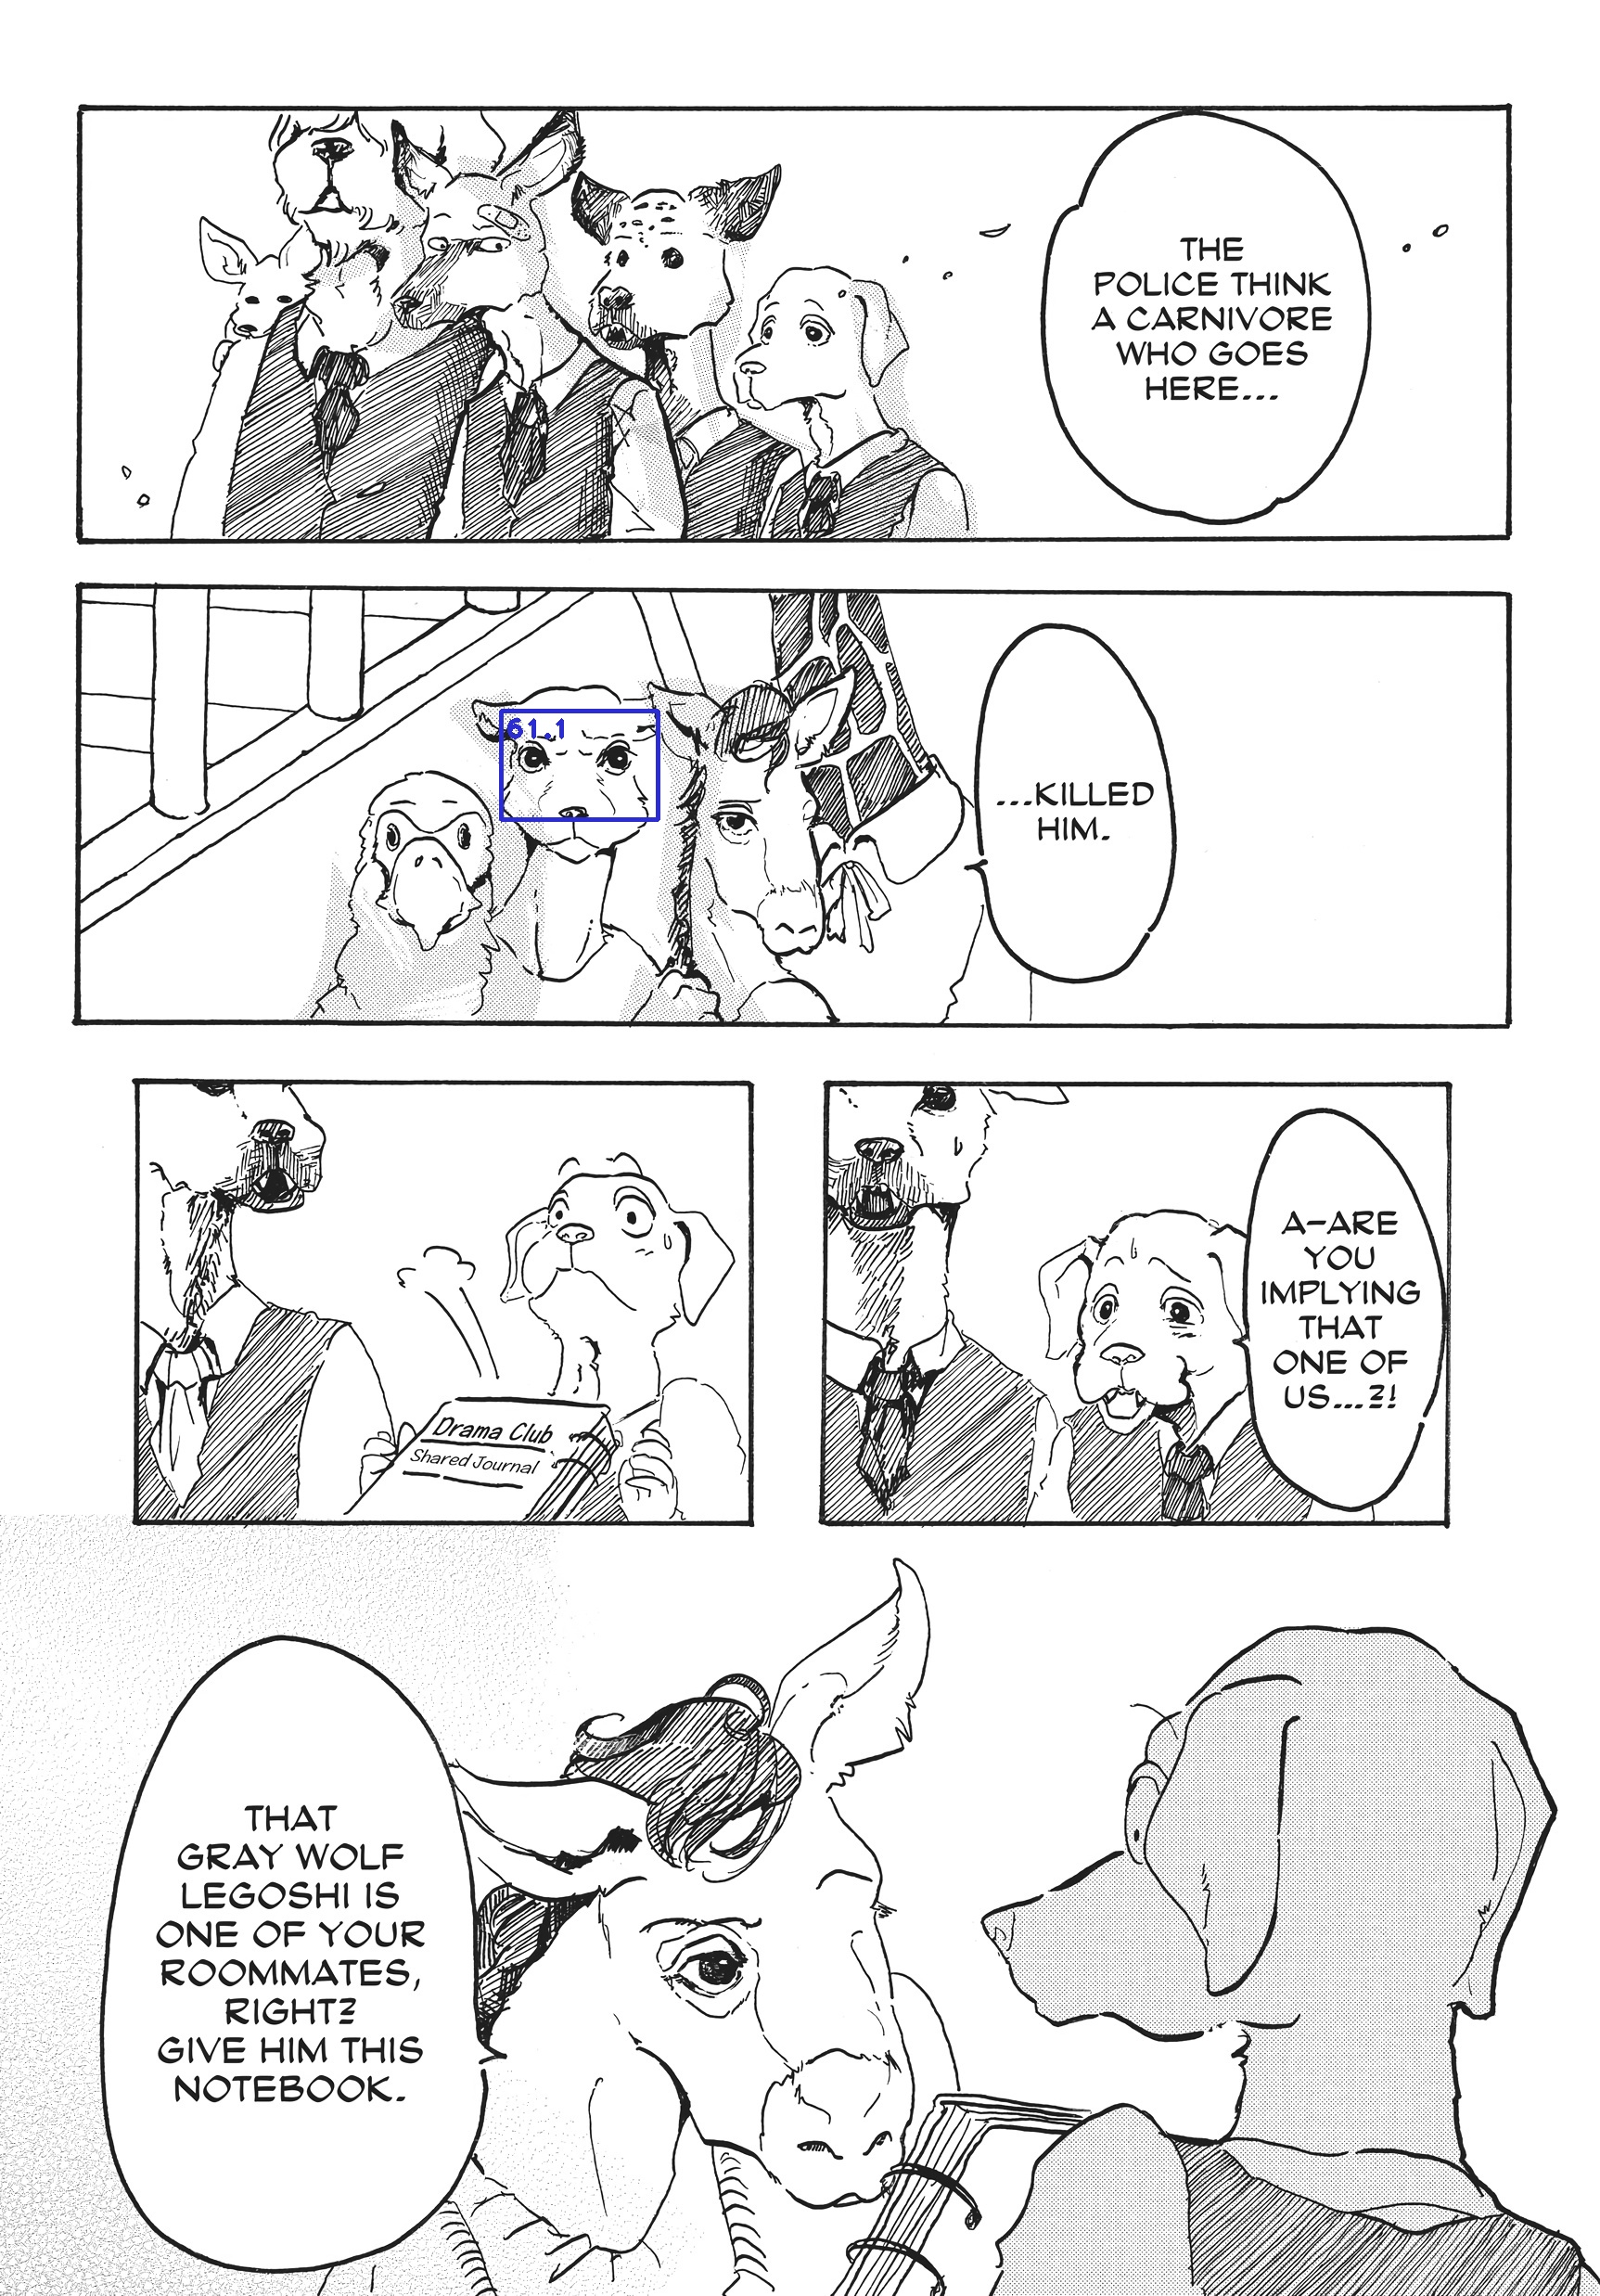 THE
POLICE THINK
A CARNIVORE
WHO GOES
HERE...
61.1
...KILLED
HIM.
A-ARE
YOU
IMPLYING
THAT
ONE OF
US...?!
Drama Club
Shared Journal
THAT
GRAY WOLF
LEGOSHI IS
ONE OF YOUR
ROOMMATES,
RIGHT?
GIVE HIM THIS
NOTEBOOK.